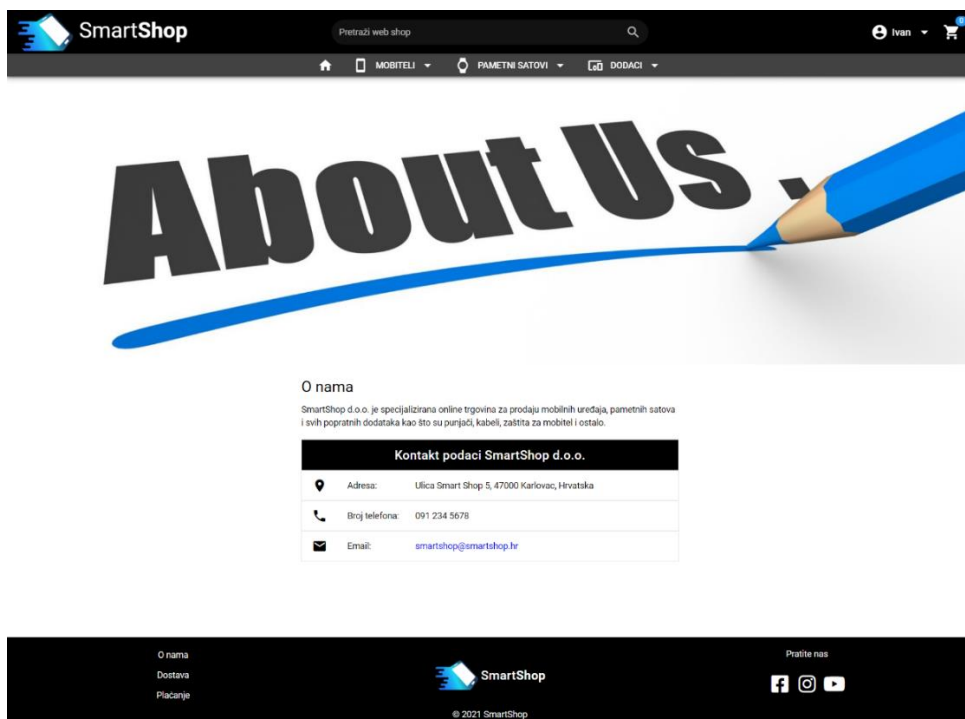 SmartShop
Pretraži web shop
Ivan
0
MOBITELI
PAMETNI SATOVI
DODACI
About Us .
O nama
SmartShop d.o.o. je specijalizirana online trgovina za prodaju mobilnih uređaja, pametnih satova
i svih popratnih dodataka kao što su punjači, kabeli, zaštita za mobitel i ostalo.
Kontakt podaci SmartShop d.o.o.
Adresa: Ulica Smart Shop 5, 47000 Karlovac, Hrvatska
Broj telefona: 091 234 5678
Email: smartshop@smartshop.hr
O nama
Dostava
Plaćanje
SmartShop
© 2021 SmartShop
Pratite nas